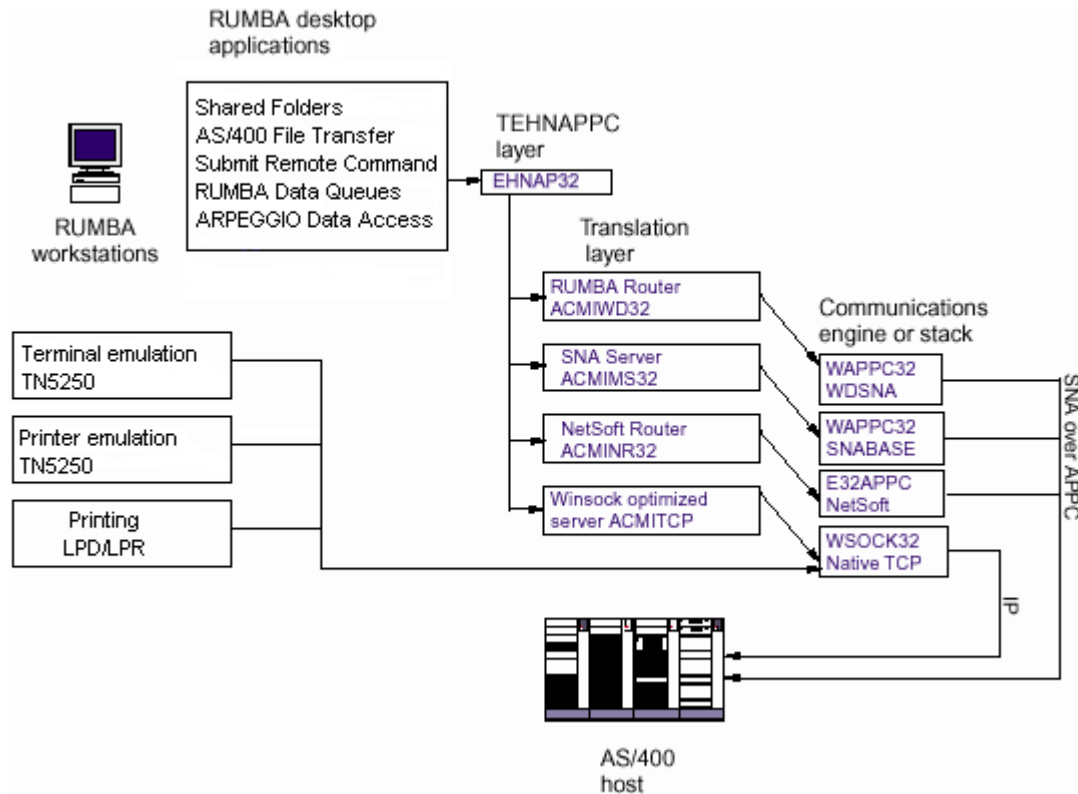 RUMBA desktop
applications
Shared Folders
AS/400 File Transfer
Submit Remote Command
RUMBA Data Queues
ARPEGGIO Data Access
RUMBA
workstations
TEHNAPPC
layer
EHNAP32
Translation
layer
RUMBA Router
ACMIWD32
SNA Server
ACMIMS32
NetSoft Router
ACMINR32
Winsock optimized
server ACMITCP
Communications
engine or stack
WAPPC32
WDSNA
WAPPC32
SNABASE
E32APPC
NetSoft
WSOCK32
Native TCP
SNA over APPC
IP
Terminal emulation
TN5250
Printer emulation
TN5250
Printing
LPD/LPR
AS/400
host